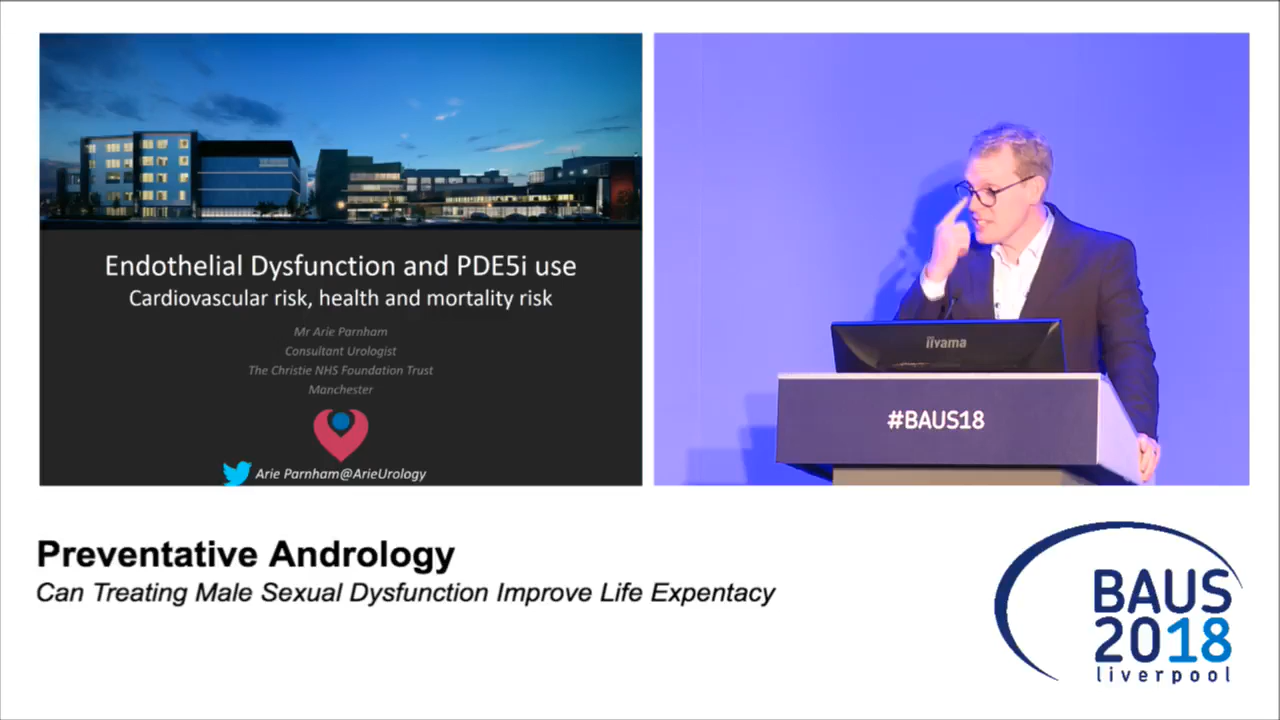 Endothelial Dysfunction and PDE5i use
Cardiovascular risk, health and mortality risk
Mr Arie Parnham
Consultant Urologist
The Christie NHS Foundation Trust
Manchester
Arie Parnham@ArieUrology
iiyama
#BAUS18
Preventative Andrology
Can Treating Male Sexual Dysfunction Improve Life Expentacy
BAUS
2018
liverpool